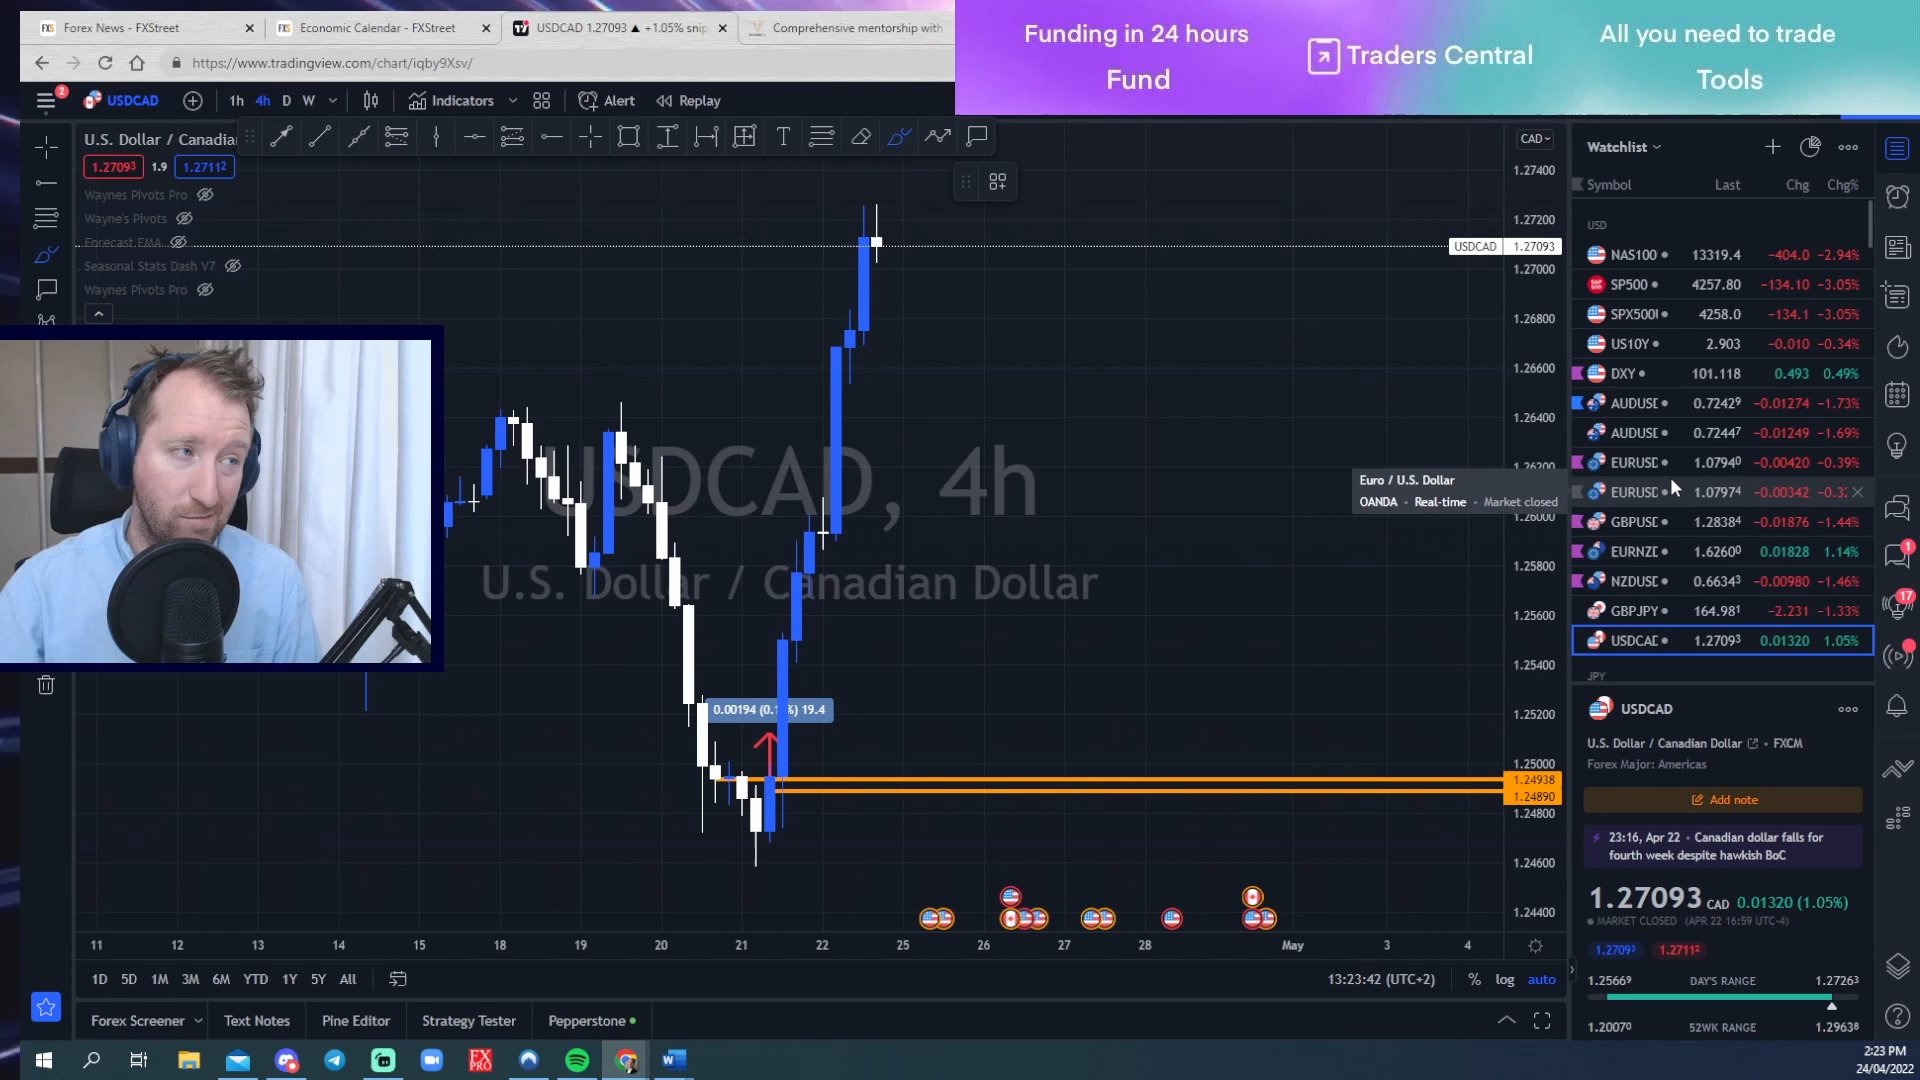 Forex News - FXStreet
Economic Calendar - FXStreet
USDCAD 1.27093 ▲ +1.05% snip
Comprehensive mentorship with
https://www.tradingview.com/chart/iqby9Xsv/
Funding in 24 hours
Fund
Traders Central
All you need to trade
Tools
2
USDCAD
1h 4h D W
Indicators
Alert
Replay
U.S. Dollar / Canadian
1.27093 1.9 1.27112
Waynes Pivots Pro
Wayne's Pivots
Forecast EMA
Seasonal Stats Dash V7
Waynes Pivots Pro
T
CAD
1.27400
1.27200
USDCAD 1.27093
1.27000
1.26800
1.26600
1.26400
1.26200
1.26000
1.25800
1.25600
1.25400
1.25200
1.25000
1.24938
1.24890
1.24800
1.24600
1.24400
USDCAD, 4h
U.S. Dollar / Canadian Dollar
0.00194 (0.1 %) 19.4
Euro / U.S. Dollar
OANDA • Real-time • Market closed
11 12 13 14 15 18 19 20 21 22 25 26 27 28 May 3 4
1D 5D 1M 3M 6M YTD 1Y 5Y All
13:23:42 (UTC+2) % log auto
Forex Screener
Text Notes
Pine Editor
Strategy Tester
Pepperstone
Watchlist
Symbol Last Chg Chg%
USD
NAS100 13319.4 -404.0 -2.94%
SP500 4257.80 -134.10 -3.05%
SPX500 4258.0 -134.1 -3.05%
US10Y 2.903 -0.010 -0.34%
DXY 101.118 0.493 0.49%
AUDUSD 0.72429 -0.01274 -1.73%
AUDUSD 0.72447 -0.01249 -1.69%
EURUSD 1.07940 -0.00420 -0.39%
EURUSD 1.07974 -0.00342 -0.3
GBPUSD 1.28384 -0.01876 -1.44%
EURNZD 1.62600 0.01828 1.14%
NZDUSD 0.66343 -0.00980 -1.46%
GBPJPY 164.981 -2.231 -1.33%
USDCAD 1.27093 0.01320 1.05%
JPY
USDCAD
U.S. Dollar / Canadian Dollar • FXCM
Forex Major: Americas
Add note
23:16, Apr 22 • Canadian dollar falls for
fourth week despite hawkish BoC
1.27093 CAD 0.01320 (1.05%)
MARKET CLOSED (APR 22 16:59 UTC-4)
1.27093 1.27112
1.25669 DAY'S RANGE 1.27263
1.20070 52WK RANGE 1.29638
1
17
FX
PRO
2:23 PM
24/04/2022